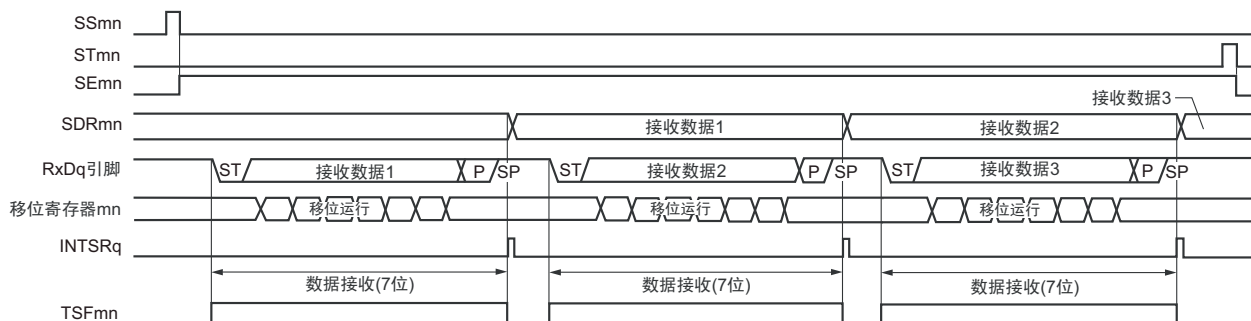 SSmn
STmn
SEmn
接收数据3
SDRmn
接收数据1
接收数据2
RxDq引脚
ST
接收数据1
P
SP
ST
接收数据2
P
SP
ST
接收数据3
P
SP
移位寄存器mn
移位运行
移位运行
移位运行
INTSRq
数据接收(7位)
数据接收(7位)
数据接收(7位)
TSFmn